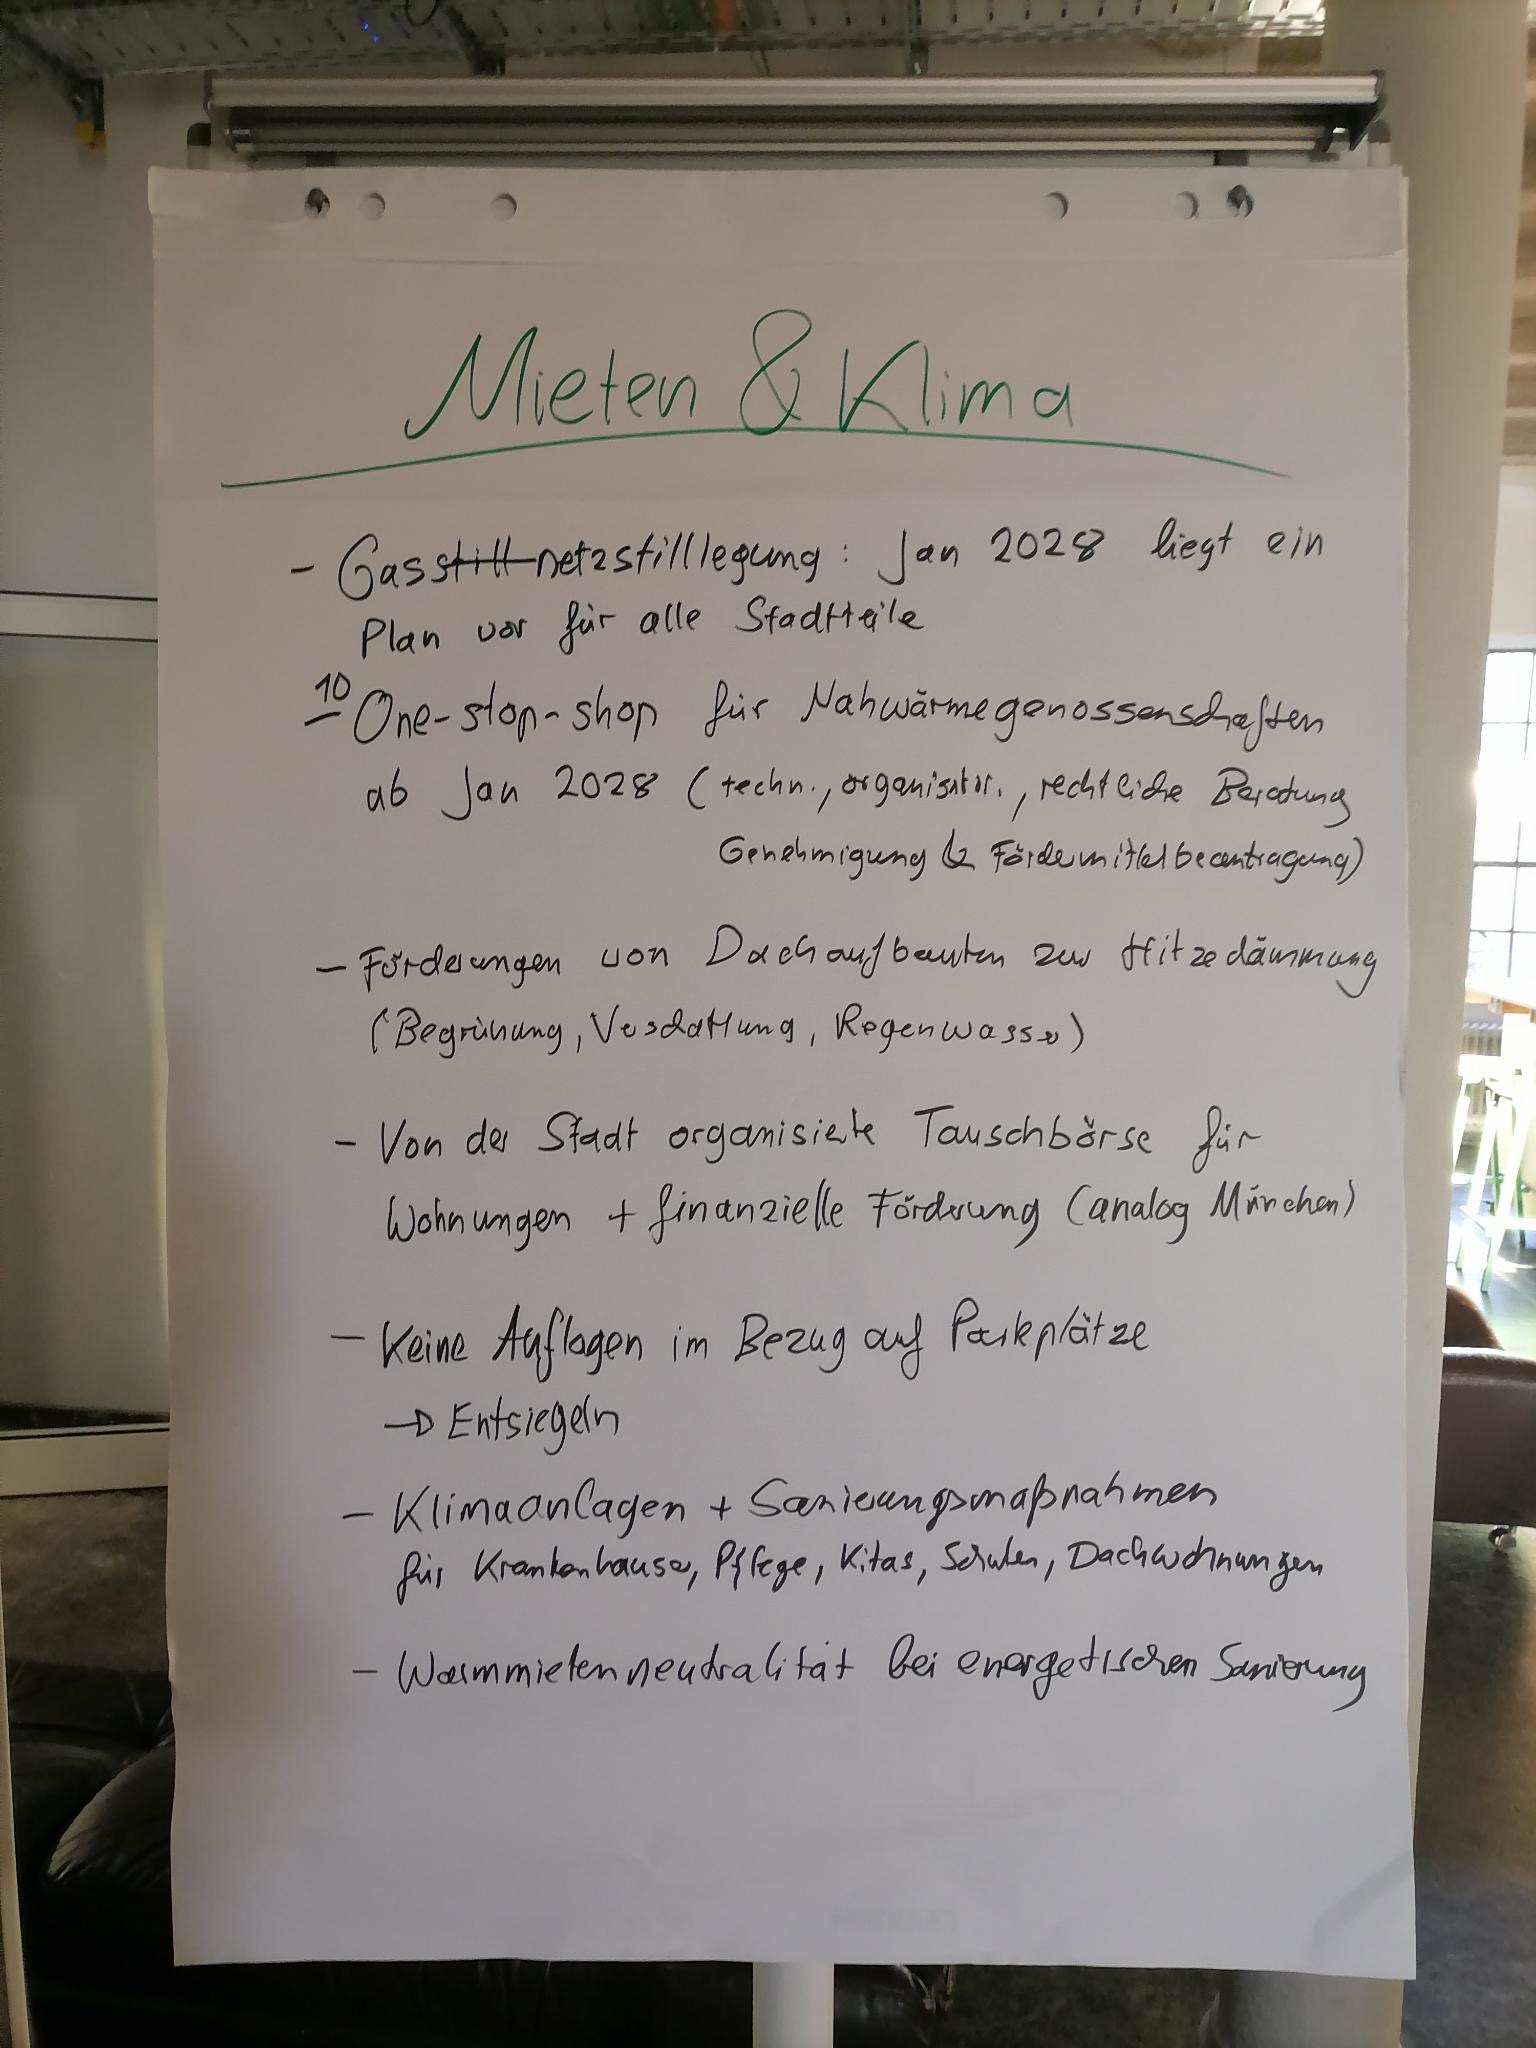 Mieten & Klima
- Gasstill netzstilllegung: Jan 2028 liegt ein
Plan vor für alle Stadtteile
10
- One-stop-shop für Nahwärmegenossenschaften
ab Jan 2028 (techn., organisator., rechtliche Beratung
Genehmigung & Fördermittelbeantragung)
- Förderungen von Dachaufbauten zur Hitzedämmung
(Begrünung, Verschattung, Regenwasser)
- Von der Stadt organisierte Tauschbörse für
Wohnungen + finanzielle Förderung (analog München)
- Keine Auflagen im Bezug auf Parkplätze
→ Entsiegeln
- Klimaanlagen + Sanierungsmaßnahmen
für Krankenhauser, Pflege, Kitas, Schulen, Dachwohnungen
- Warmmietenneutralität bei energetischen Sanierung